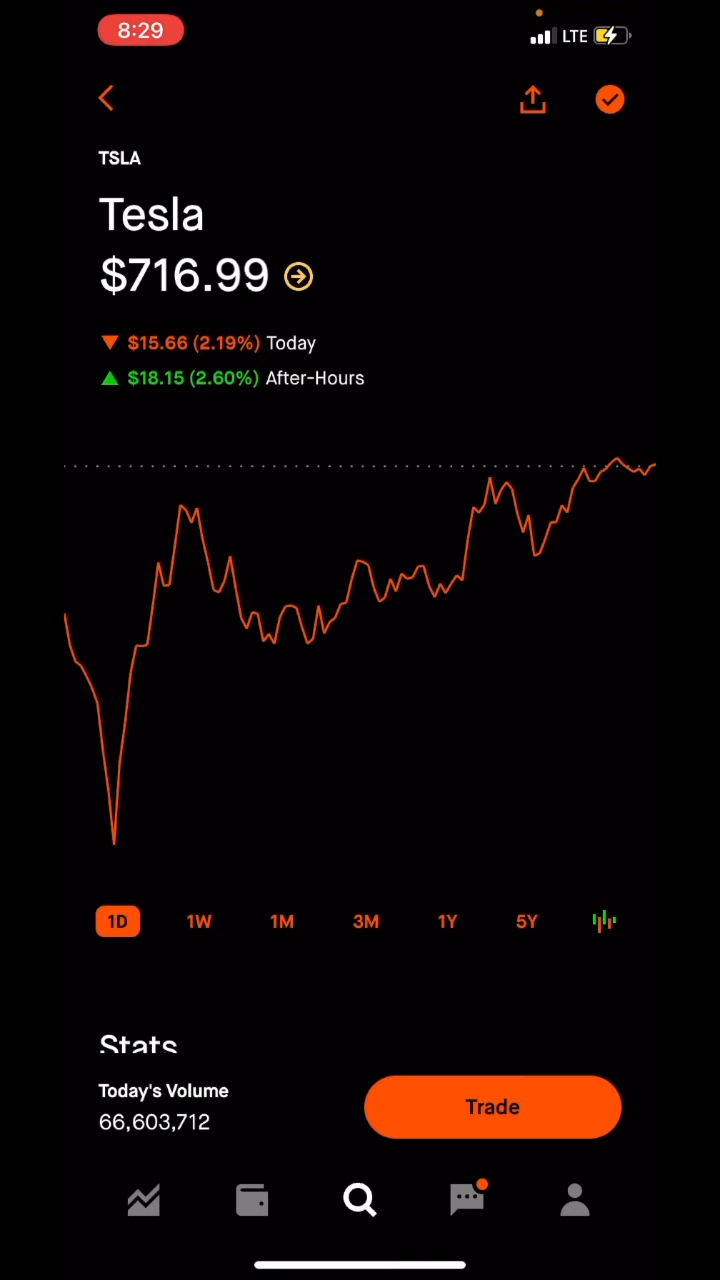 8:29
LTE
TSLA
Tesla
$716.99
$15.66 (2.19%) Today
$18.15 (2.60%) After-Hours
1D 1W 1M 3M 1Y 5Y
Stats
Today's Volume
66,603,712
Trade